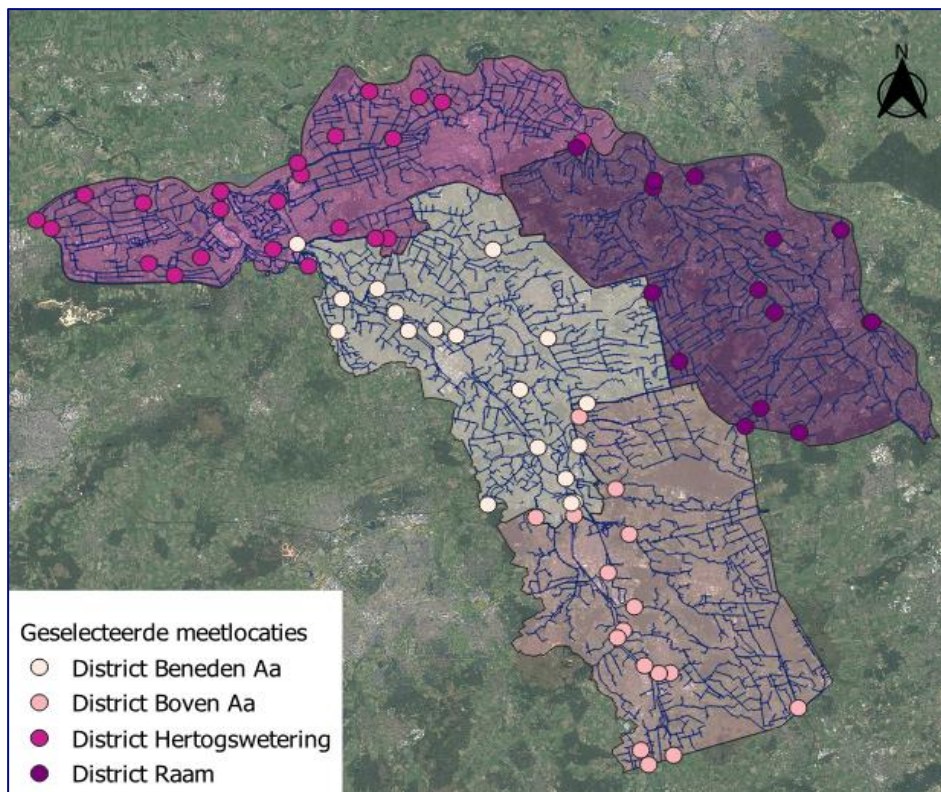 N
Geselecteerde meetlocaties
District Beneden Aa
District Boven Aa
District Hertogswetering
District Raam